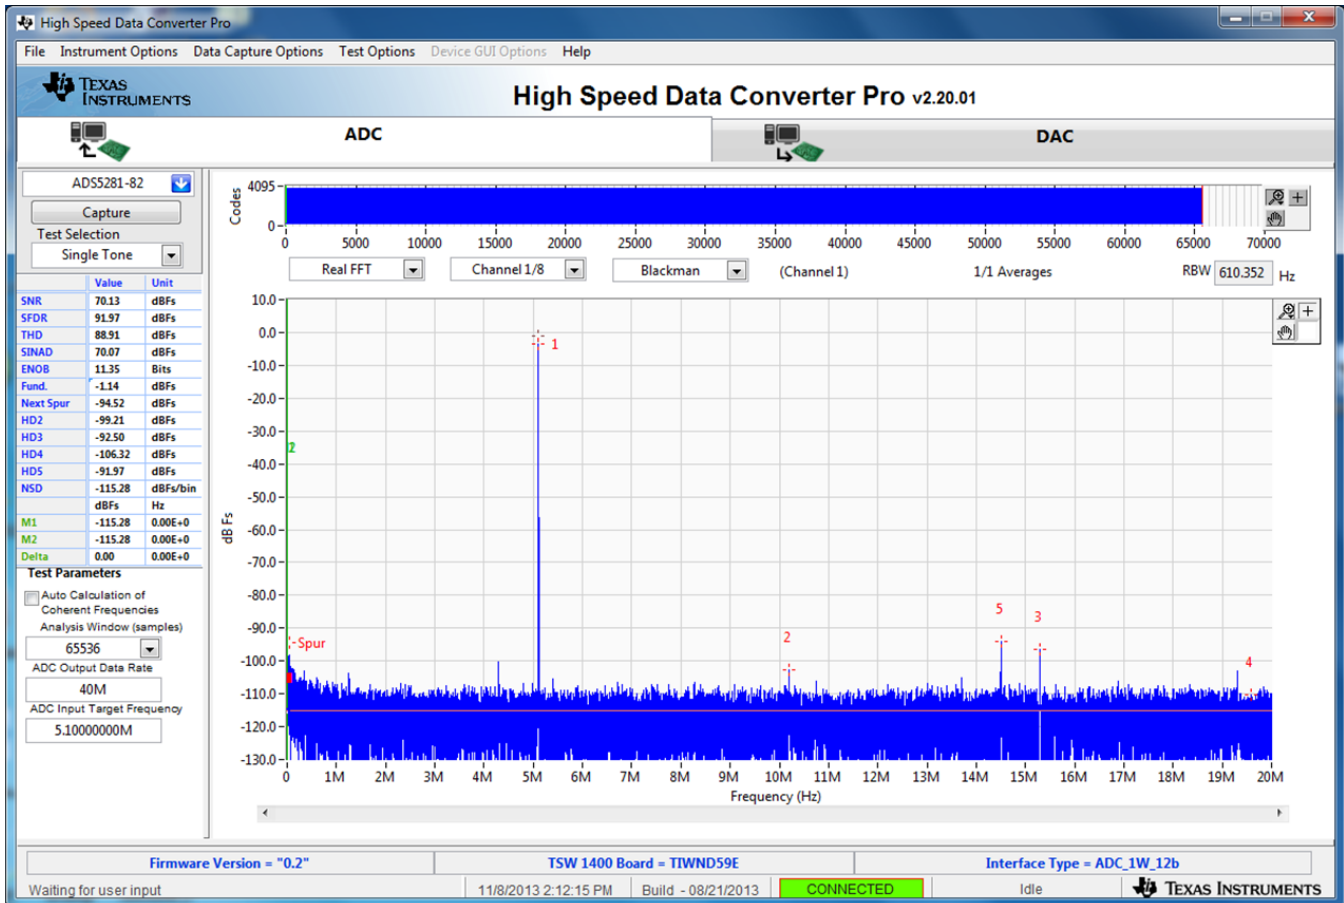 High Speed Data Converter Pro
File Instrument Options Data Capture Options Test Options Device GUI Options Help
TEXAS INSTRUMENTS
High Speed Data Converter Pro v2.20.01
ADC
DAC
ADS5281-82
Capture
Test Selection
Single Tone
Value Unit
SNR 70.13 dBFs
SFDR 91.97 dBFs
THD 88.91 dBFs
SINAD 70.07 dBFs
ENOB 11.35 Bits
Fund. -1.14 dBFs
Next Spur -94.52 dBFs
HD2 -99.21 dBFs
HD3 -92.50 dBFs
HD4 -106.32 dBFs
HD5 -91.97 dBFs
NSD -115.28 dBFs/bin
dBFs Hz
M1 -115.28 0.00E+0
M2 -115.28 0.00E+0
Delta 0.00 0.00E+0
Test Parameters
Auto Calculation of
Coherent Frequencies
Analysis Window (samples)
65536
ADC Output Data Rate
40M
ADC Input Target Frequency
5.10000000M
Codes
4095
0
0 5000 10000 15000 20000 25000 30000 35000 40000 45000 50000 55000 60000 65000 70000
Real FFT Channel 1/8 Blackman (Channel 1) 1/1 Averages RBW 610.352 Hz
dB Fs
10.0
0.0
-10.0
-20.0
-30.0
-40.0
-50.0
-60.0
-70.0
-80.0
-90.0
-100.0
-110.0
-120.0
-130.0
1
2
Spur
2
5
3
4
0 1M 2M 3M 4M 5M 6M 7M 8M 9M 10M 11M 12M 13M 14M 15M 16M 17M 18M 19M 20M
Frequency (Hz)
Firmware Version = "0.2" TSW 1400 Board = TIWND59E Interface Type = ADC_1W_12b
Waiting for user input 11/8/2013 2:12:15 PM Build - 08/21/2013 CONNECTED Idle TEXAS INSTRUMENTS